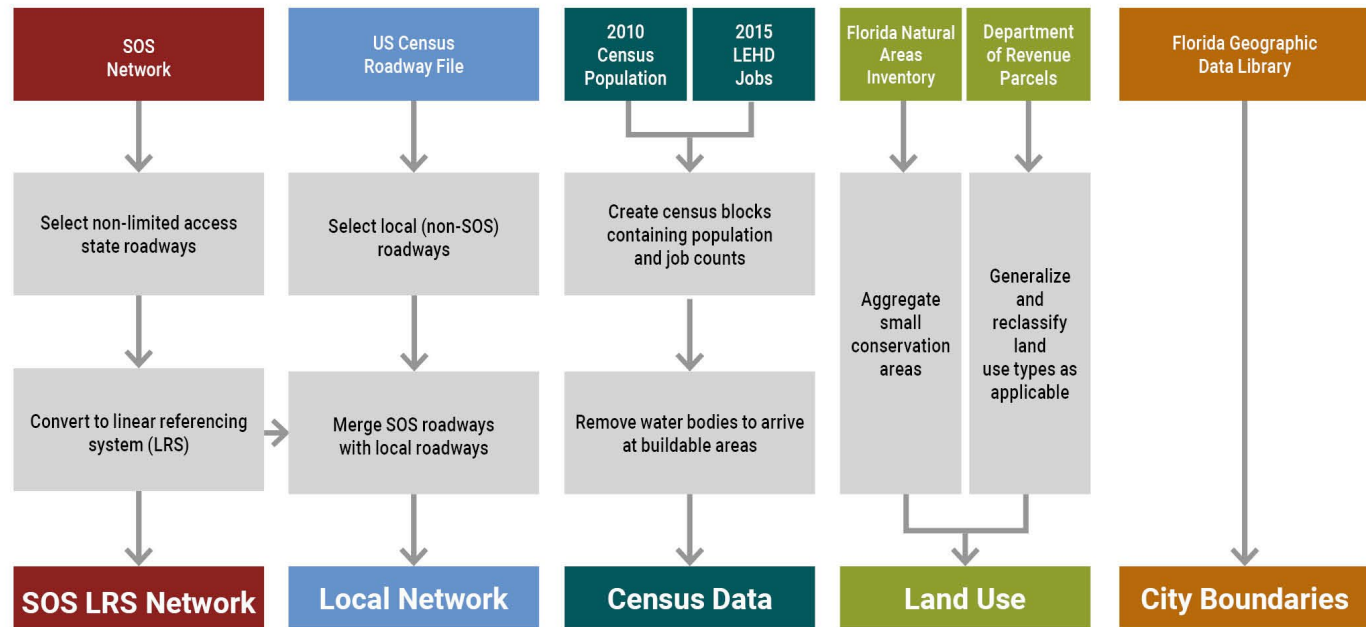 SOS
Network
US Census
Roadway File
2010
Census
Population
2015
LEHD
Jobs
Florida Natural
Areas
Inventory
Department
of Revenue
Parcels
Florida Geographic
Data Library
Select non-limited access
state roadways
Select local (non-SOS)
roadways
Create census blocks
containing population
and job counts
Aggregate
small
conservation
areas
Generalize
and
reclassify
land
use types as
applicable
Convert to linear referencing
system (LRS)
Merge SOS roadways
with local roadways
Remove water bodies to arrive
at buildable areas
SOS LRS Network
Local Network
Census Data
Land Use
City Boundaries